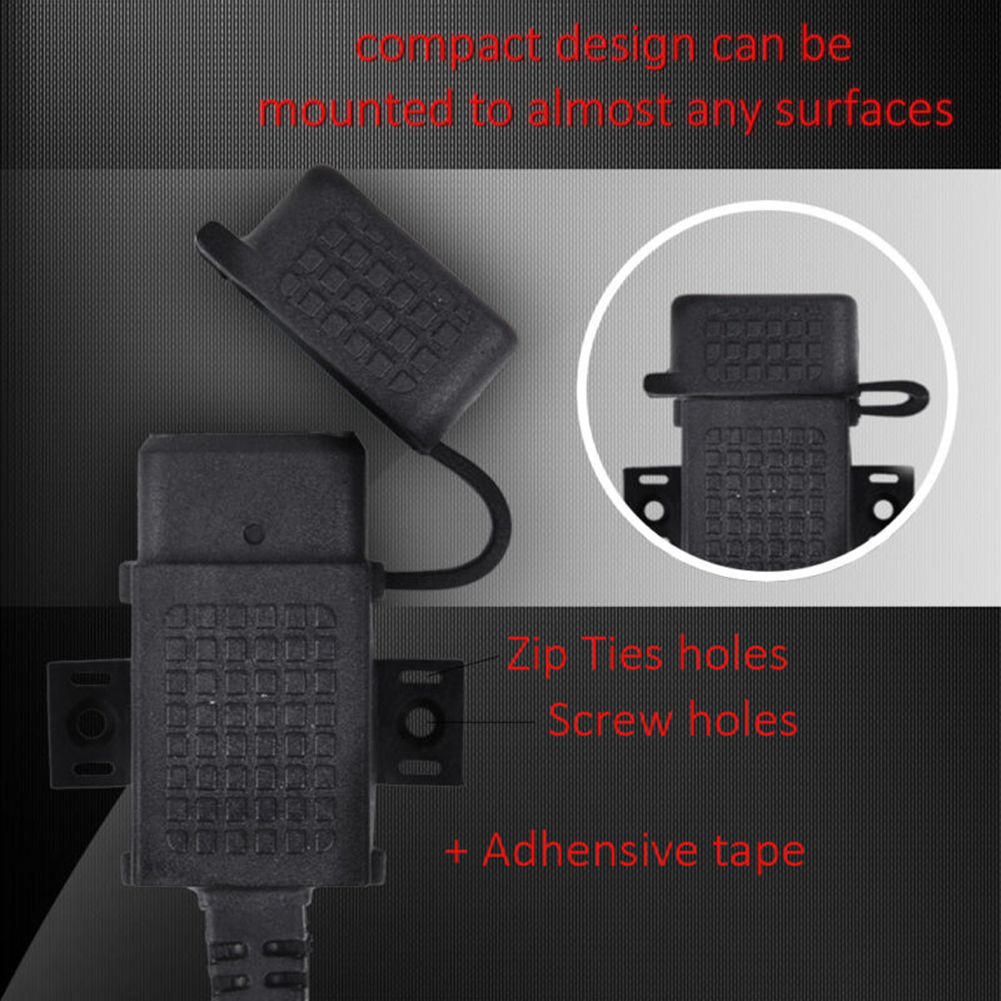 compact design can be
mounted to almost any surfaces
Zip Ties holes
Screw holes
+ Adhensive tape